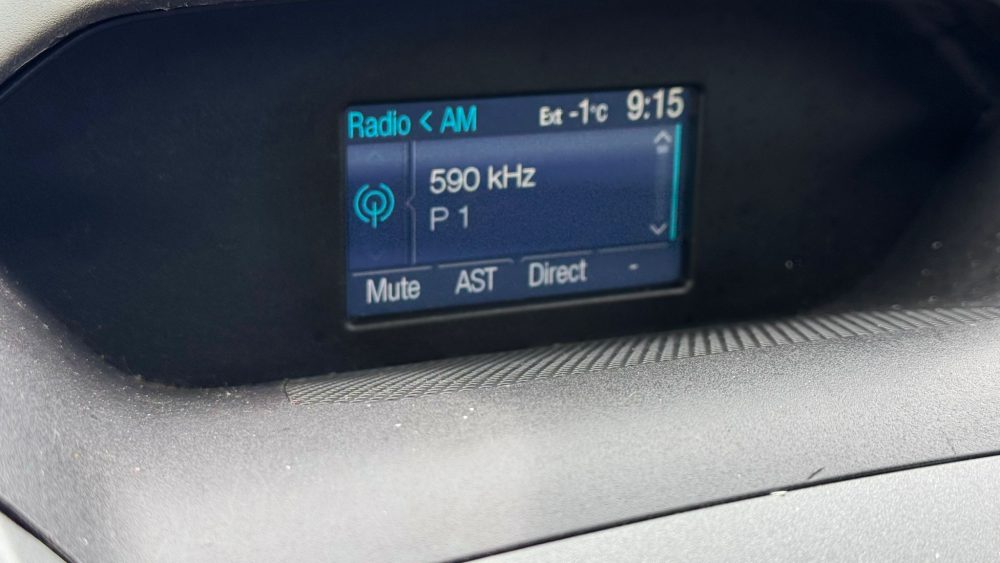 Radio < AM Ext -1°C 9:15
590 kHz
P 1
Mute AST Direct -